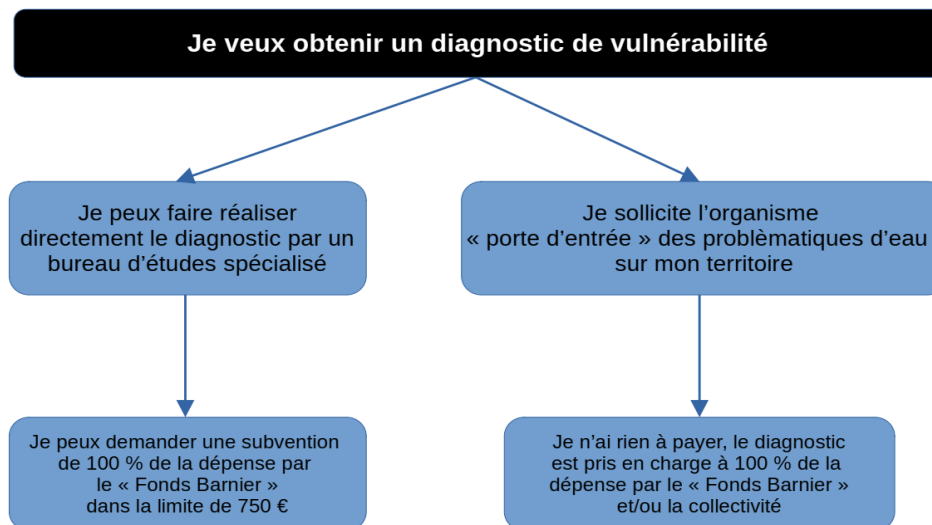 Je veux obtenir un diagnostic de vulnérabilité
Je peux faire réaliser
directement le diagnostic par un
bureau d'études spécialisé
Je sollicite l'organisme
« porte d'entrée » des problèmatiques d'eau
sur mon territoire
Je peux demander une subvention
de 100 % de la dépense par
le « Fonds Barnier »
dans la limite de 750 €
Je n'ai rien à payer, le diagnostic
est pris en charge à 100 % de la
dépense par le « Fonds Barnier »
et/ou la collectivité